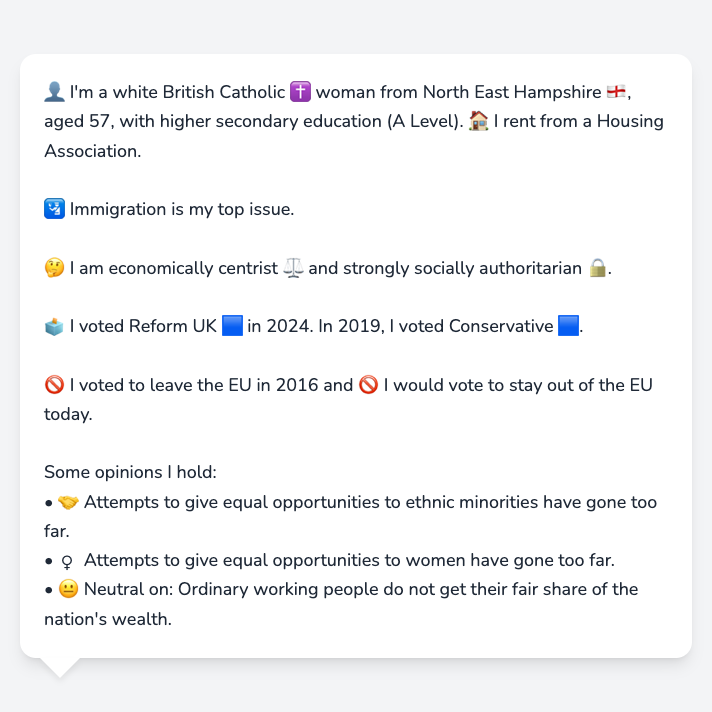 👤 I'm a white British Catholic ✝️ woman from North East Hampshire 🏴󠁧󠁢󠁥󠁮󠁧󠁿,
aged 57, with higher secondary education (A Level). 🏠 I rent from a Housing
Association.
🛂 Immigration is my top issue.
🤔 I am economically centrist ⚖️ and strongly socially authoritarian 🔒.
🗳️ I voted Reform UK 🟦 in 2024. In 2019, I voted Conservative 🟦.
🚫 I voted to leave the EU in 2016 and 🚫 I would vote to stay out of the EU
today.
Some opinions I hold:
• 🤝 Attempts to give equal opportunities to ethnic minorities have gone too
far.
• ♀ Attempts to give equal opportunities to women have gone too far.
• 😐 Neutral on: Ordinary working people do not get their fair share of the
nation's wealth.